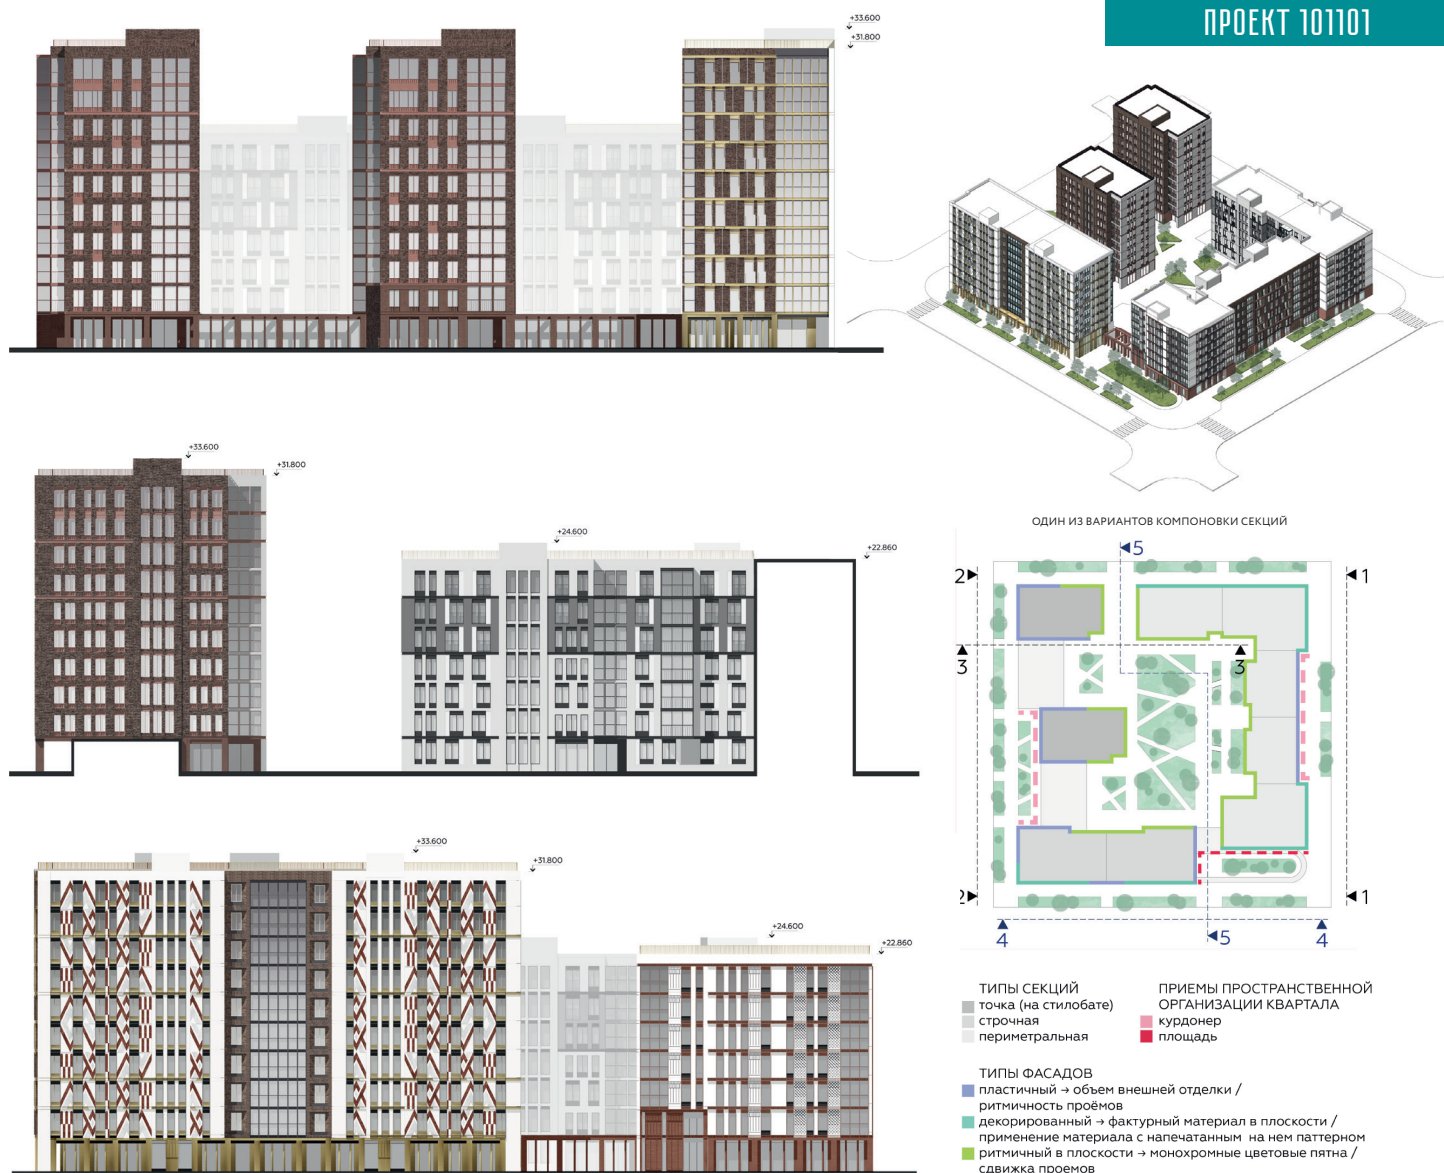 ПРОЕКТ 101101
+33.600
+31.800
+33.600
+31.800
+24.600
+22.860
+33.600
+31.800
+24.600
+22.860
ОДИН ИЗ ВАРИАНТОВ КОМПОНОВКИ СЕКЦИЙ
5
2
1
3
3
2
1
4
5
4
ТИПЫ СЕКЦИЙ
точка (на стилобате)
строчная
периметральная
ПРИЕМЫ ПРОСТРАНСТВЕННОЙ
ОРГАНИЗАЦИИ КВАРТАЛА
курдонер
площадь
ТИПЫ ФАСАДОВ
пластичный → объем внешней отделки /
ритмичность проёмов
декорированный → фактурный материал в плоскости /
применение материала с напечатанным на нем паттерном
ритмичный в плоскости → монохромные цветовые пятна /
сдвижка проемов